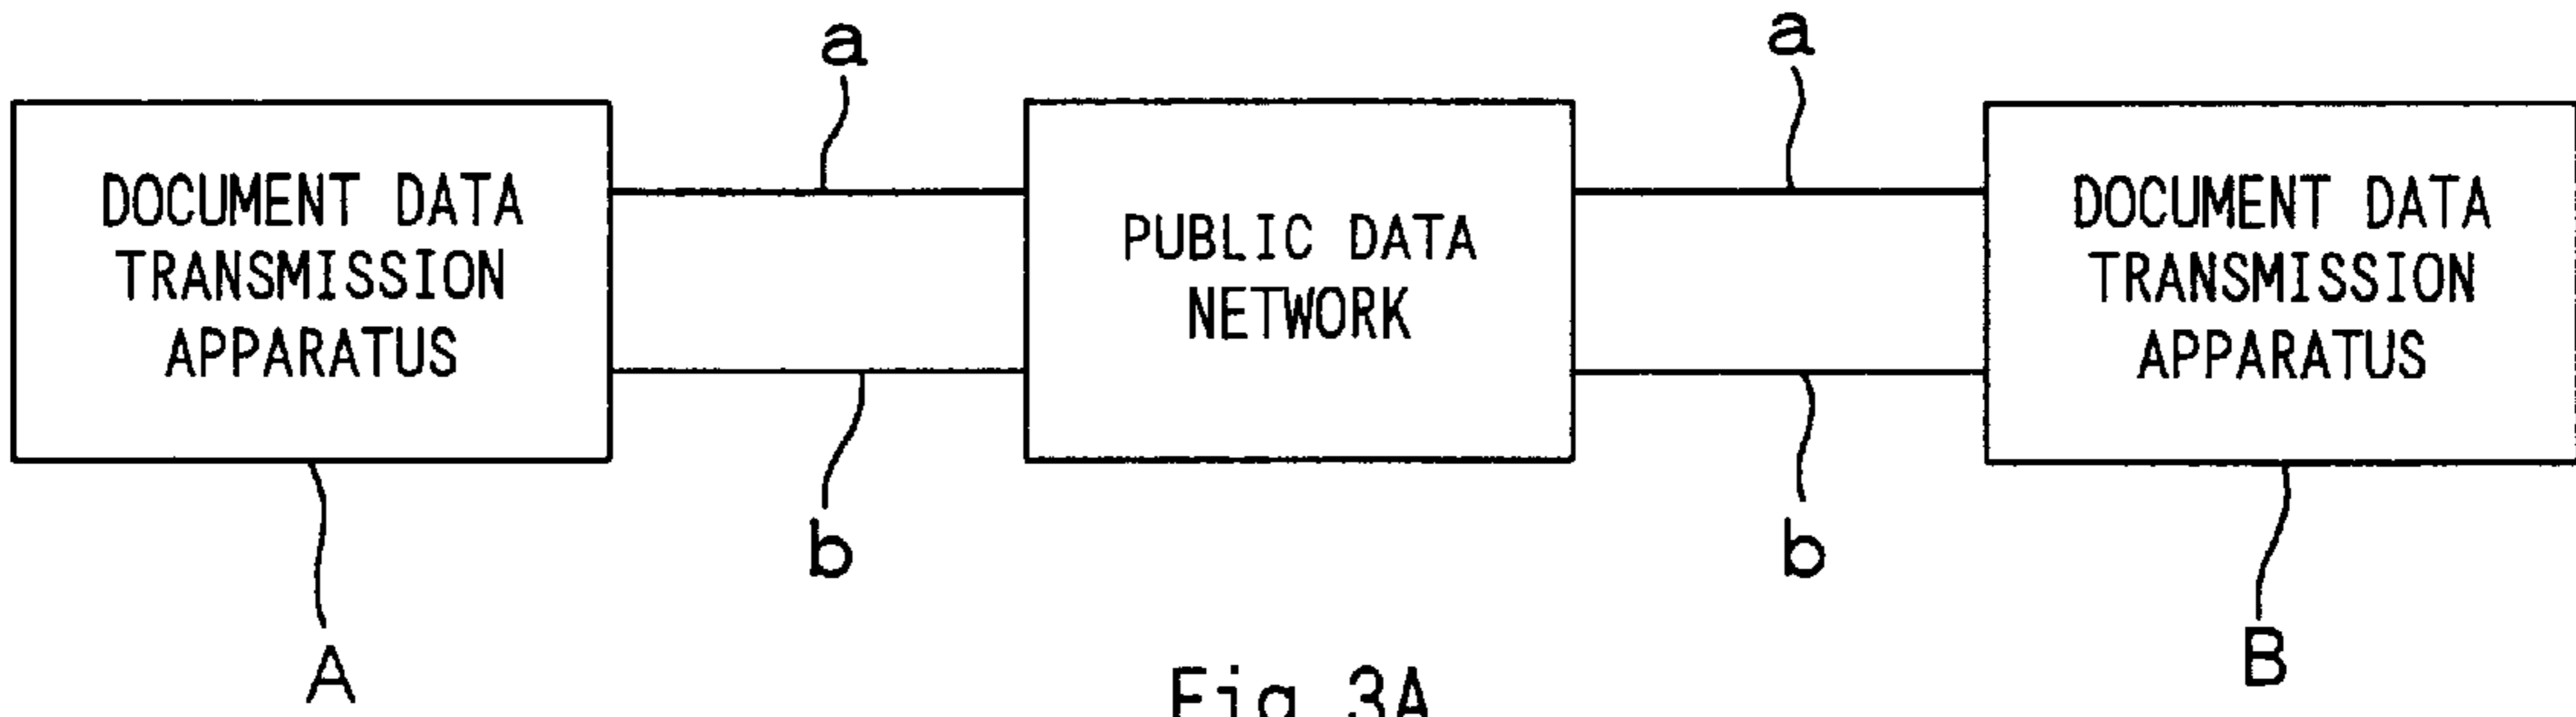 a
a
DOCUMENT DATA
TRANSMISSION
APPARATUS
PUBLIC DATA
NETWORK
DOCUMENT DATA
TRANSMISSION
APPARATUS
b
b
A
B
Fig.3A